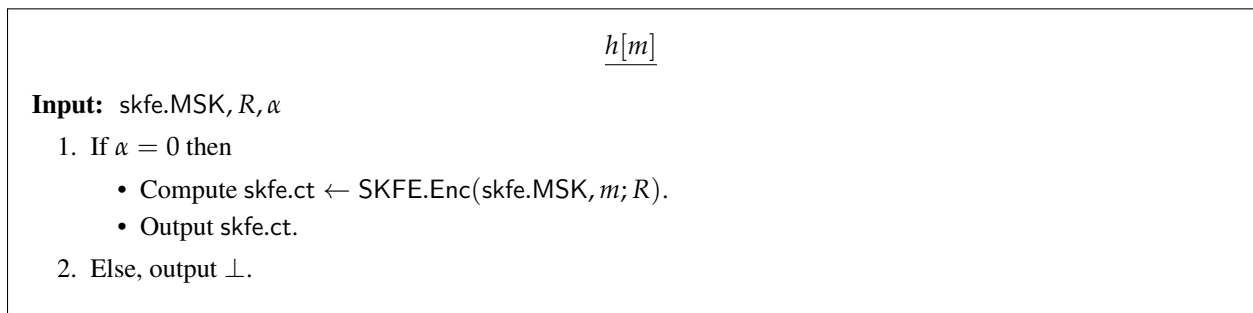 h[m]
Input: skfe.MSK, R, α
1. If α = 0 then
• Compute skfe.ct ← SKFE.Enc(skfe.MSK, m; R).
• Output skfe.ct.
2. Else, output ⊥.